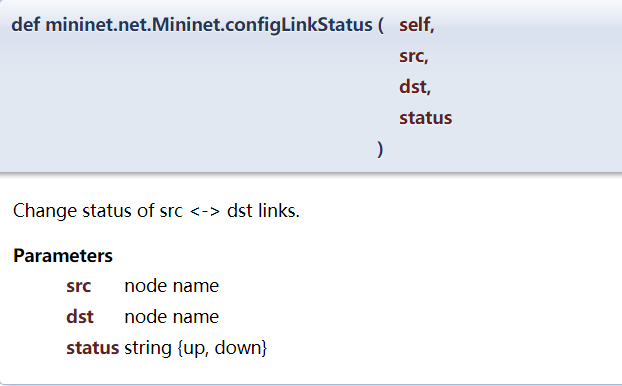 def mininet.net.Mininet.configLinkStatus ( self,
src,
dst,
status
)
Change status of src <-> dst links.
Parameters
src node name
dst node name
status string {up, down}